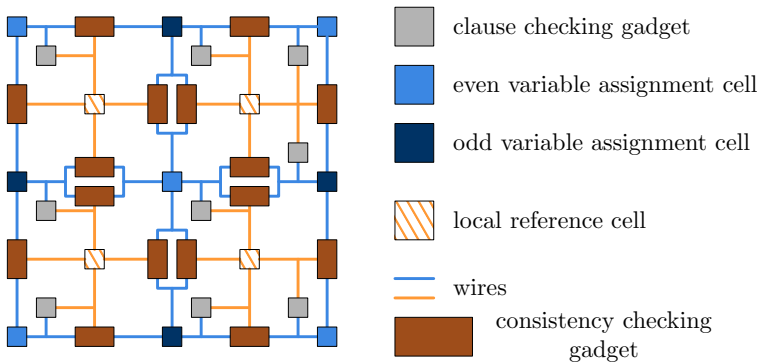 clause checking gadget
even variable assignment cell
odd variable assignment cell
local reference cell
wires
consistency checking
gadget